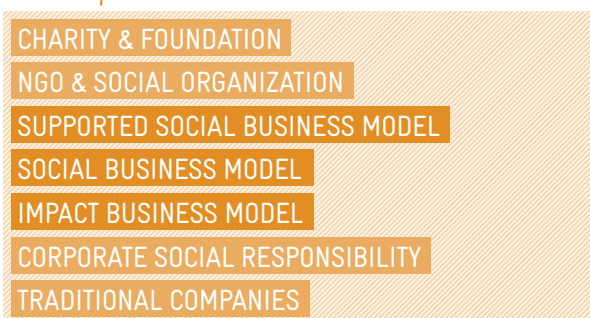 CHARITY & FOUNDATION
NGO & SOCIAL ORGANIZATION
SUPPORTED SOCIAL BUSINESS MODEL
SOCIAL BUSINESS MODEL
IMPACT BUSINESS MODEL
CORPORATE SOCIAL RESPONSIBILITY
TRADITIONAL COMPANIES